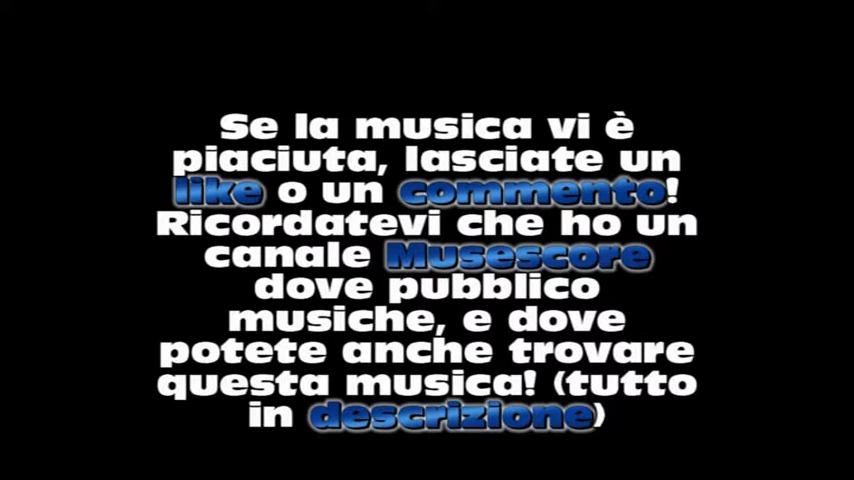 Se la musica vi è
piaciuta, lasciate un
like o un commento!
Ricordatevi che ho un
canale Musescore
dove pubblico
musiche, e dove
potete anche trovare
questa musica! (tutto
in descrizione)